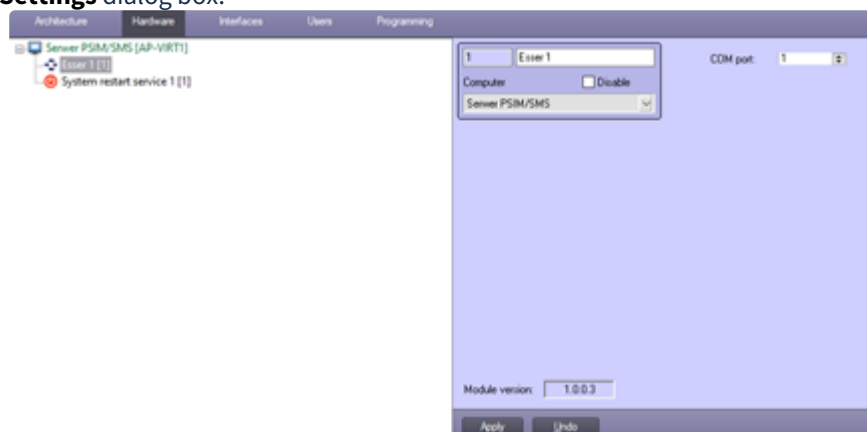 Settings dialog box.
Architecture Hardware Interfaces Users Programming
Serwer PSIM/SMS [AP-VIRT1]
Esser 1 [1]
System restart service 1 [1]
1 Esser 1
COM port: 1
Computer Disable
Serwer PSIM/SMS
Module version: 1.0.0.3
Apply Undo